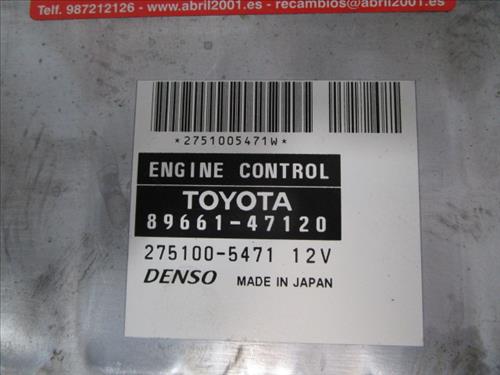 Telf. 987212126 - www.abril2001.es - recambios@abril2001.es
*2751005471W*
ENGINE CONTROL
TOYOTA
89661-47120
275100-5471 12V
DENSO MADE IN JAPAN